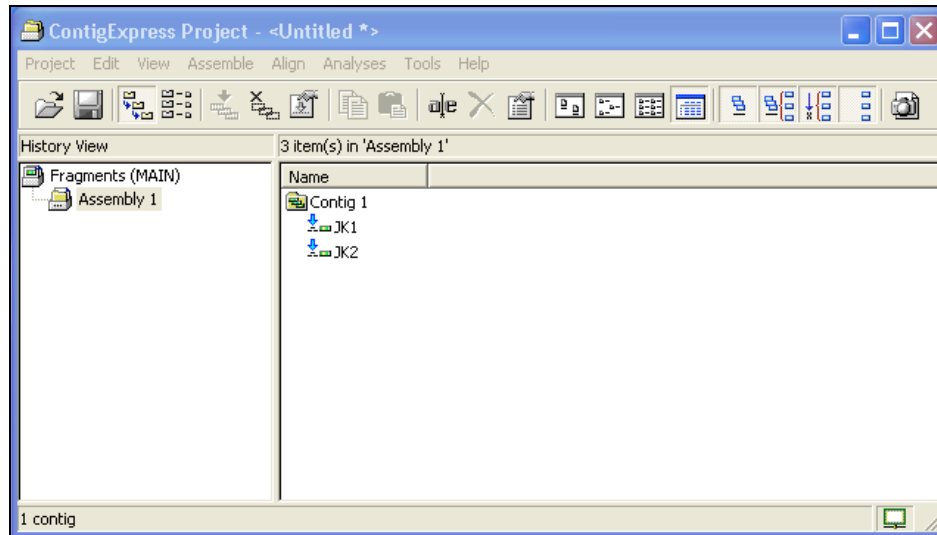 ContigExpress Project - <Untitled *>
Project Edit View Assemble Align Analyses Tools Help
History View
3 item(s) in 'Assembly 1'
Fragments (MAIN)
Assembly 1
Name
Contig 1
JK1
JK2
1 contig